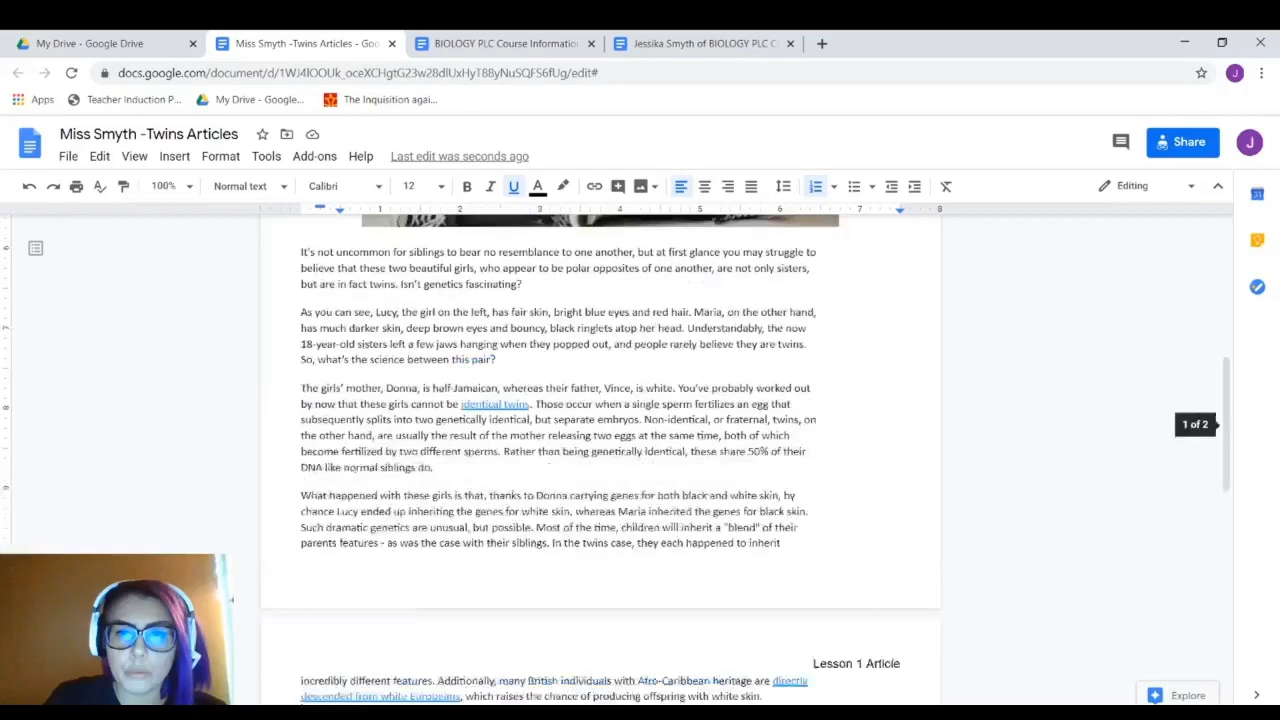 My Drive - Google Drive
Miss Smyth -Twins Articles - Goo
BIOLOGY PLC Course Information
Jessika Smyth of BIOLOGY PLC C
docs.google.com/document/d/1WJ4lOOUk_oceXCHgtG23w28dlUxHyT88yNuSQFS6fUg/edit#
Apps
Teacher Induction P...
My Drive - Google...
The Inquisition agai...
Miss Smyth -Twins Articles
File Edit View Insert Format Tools Add-ons Help Last edit was seconds ago
Share
J
100% Normal text Calibri 12 B I U A Editing
1 2 3 4 5 6 7 8
It's not uncommon for siblings to bear no resemblance to one another, but at first glance you may struggle to
believe that these two beautiful girls, who appear to be polar opposites of one another, are not only sisters,
but are in fact twins. Isn't genetics fascinating?
As you can see, Lucy, the girl on the left, has fair skin, bright blue eyes and red hair. Maria, on the other hand,
has much darker skin, deep brown eyes and bouncy, black ringlets atop her head. Understandably, the now
18-year-old sisters left a few jaws hanging when they popped out, and people rarely believe they are twins.
So, what's the science between this pair?
The girls' mother, Donna, is half-Jamaican, whereas their father, Vince, is white. You've probably worked out
by now that these girls cannot be identical twins. Those occur when a single sperm fertilizes an egg that
subsequently splits into two genetically identical, but separate embryos. Non-identical, or fraternal, twins, on
the other hand, are usually the result of the mother releasing two eggs at the same time, both of which
become fertilized by two different sperms. Rather than being genetically identical, these share 50% of their
DNA like normal siblings do.
What happened with these girls is that, thanks to Donna carrying genes for both black and white skin, by
chance Lucy ended up inheriting the genes for white skin, whereas Maria inherited the genes for black skin.
Such dramatic genetics are unusual, but possible. Most of the time, children will inherit a "blend" of their
parents features - as was the case with their siblings. In the twins case, they each happened to inherit
1 of 2
Lesson 1 Article
incredibly different features. Additionally, many British individuals with Afro-Caribbean heritage are directly
descended from white Europeans, which raises the chance of producing offspring with white skin.
Explore